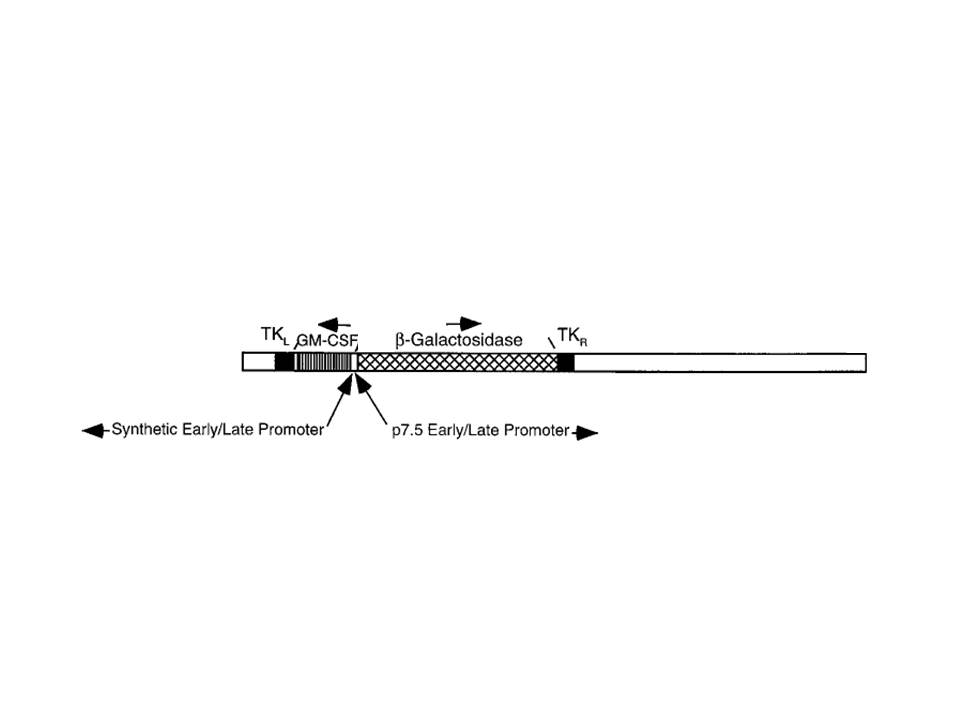 TKL GM-CSF β-Galactosidase TKR
Synthetic Early/Late Promoter p7.5 Early/Late Promoter